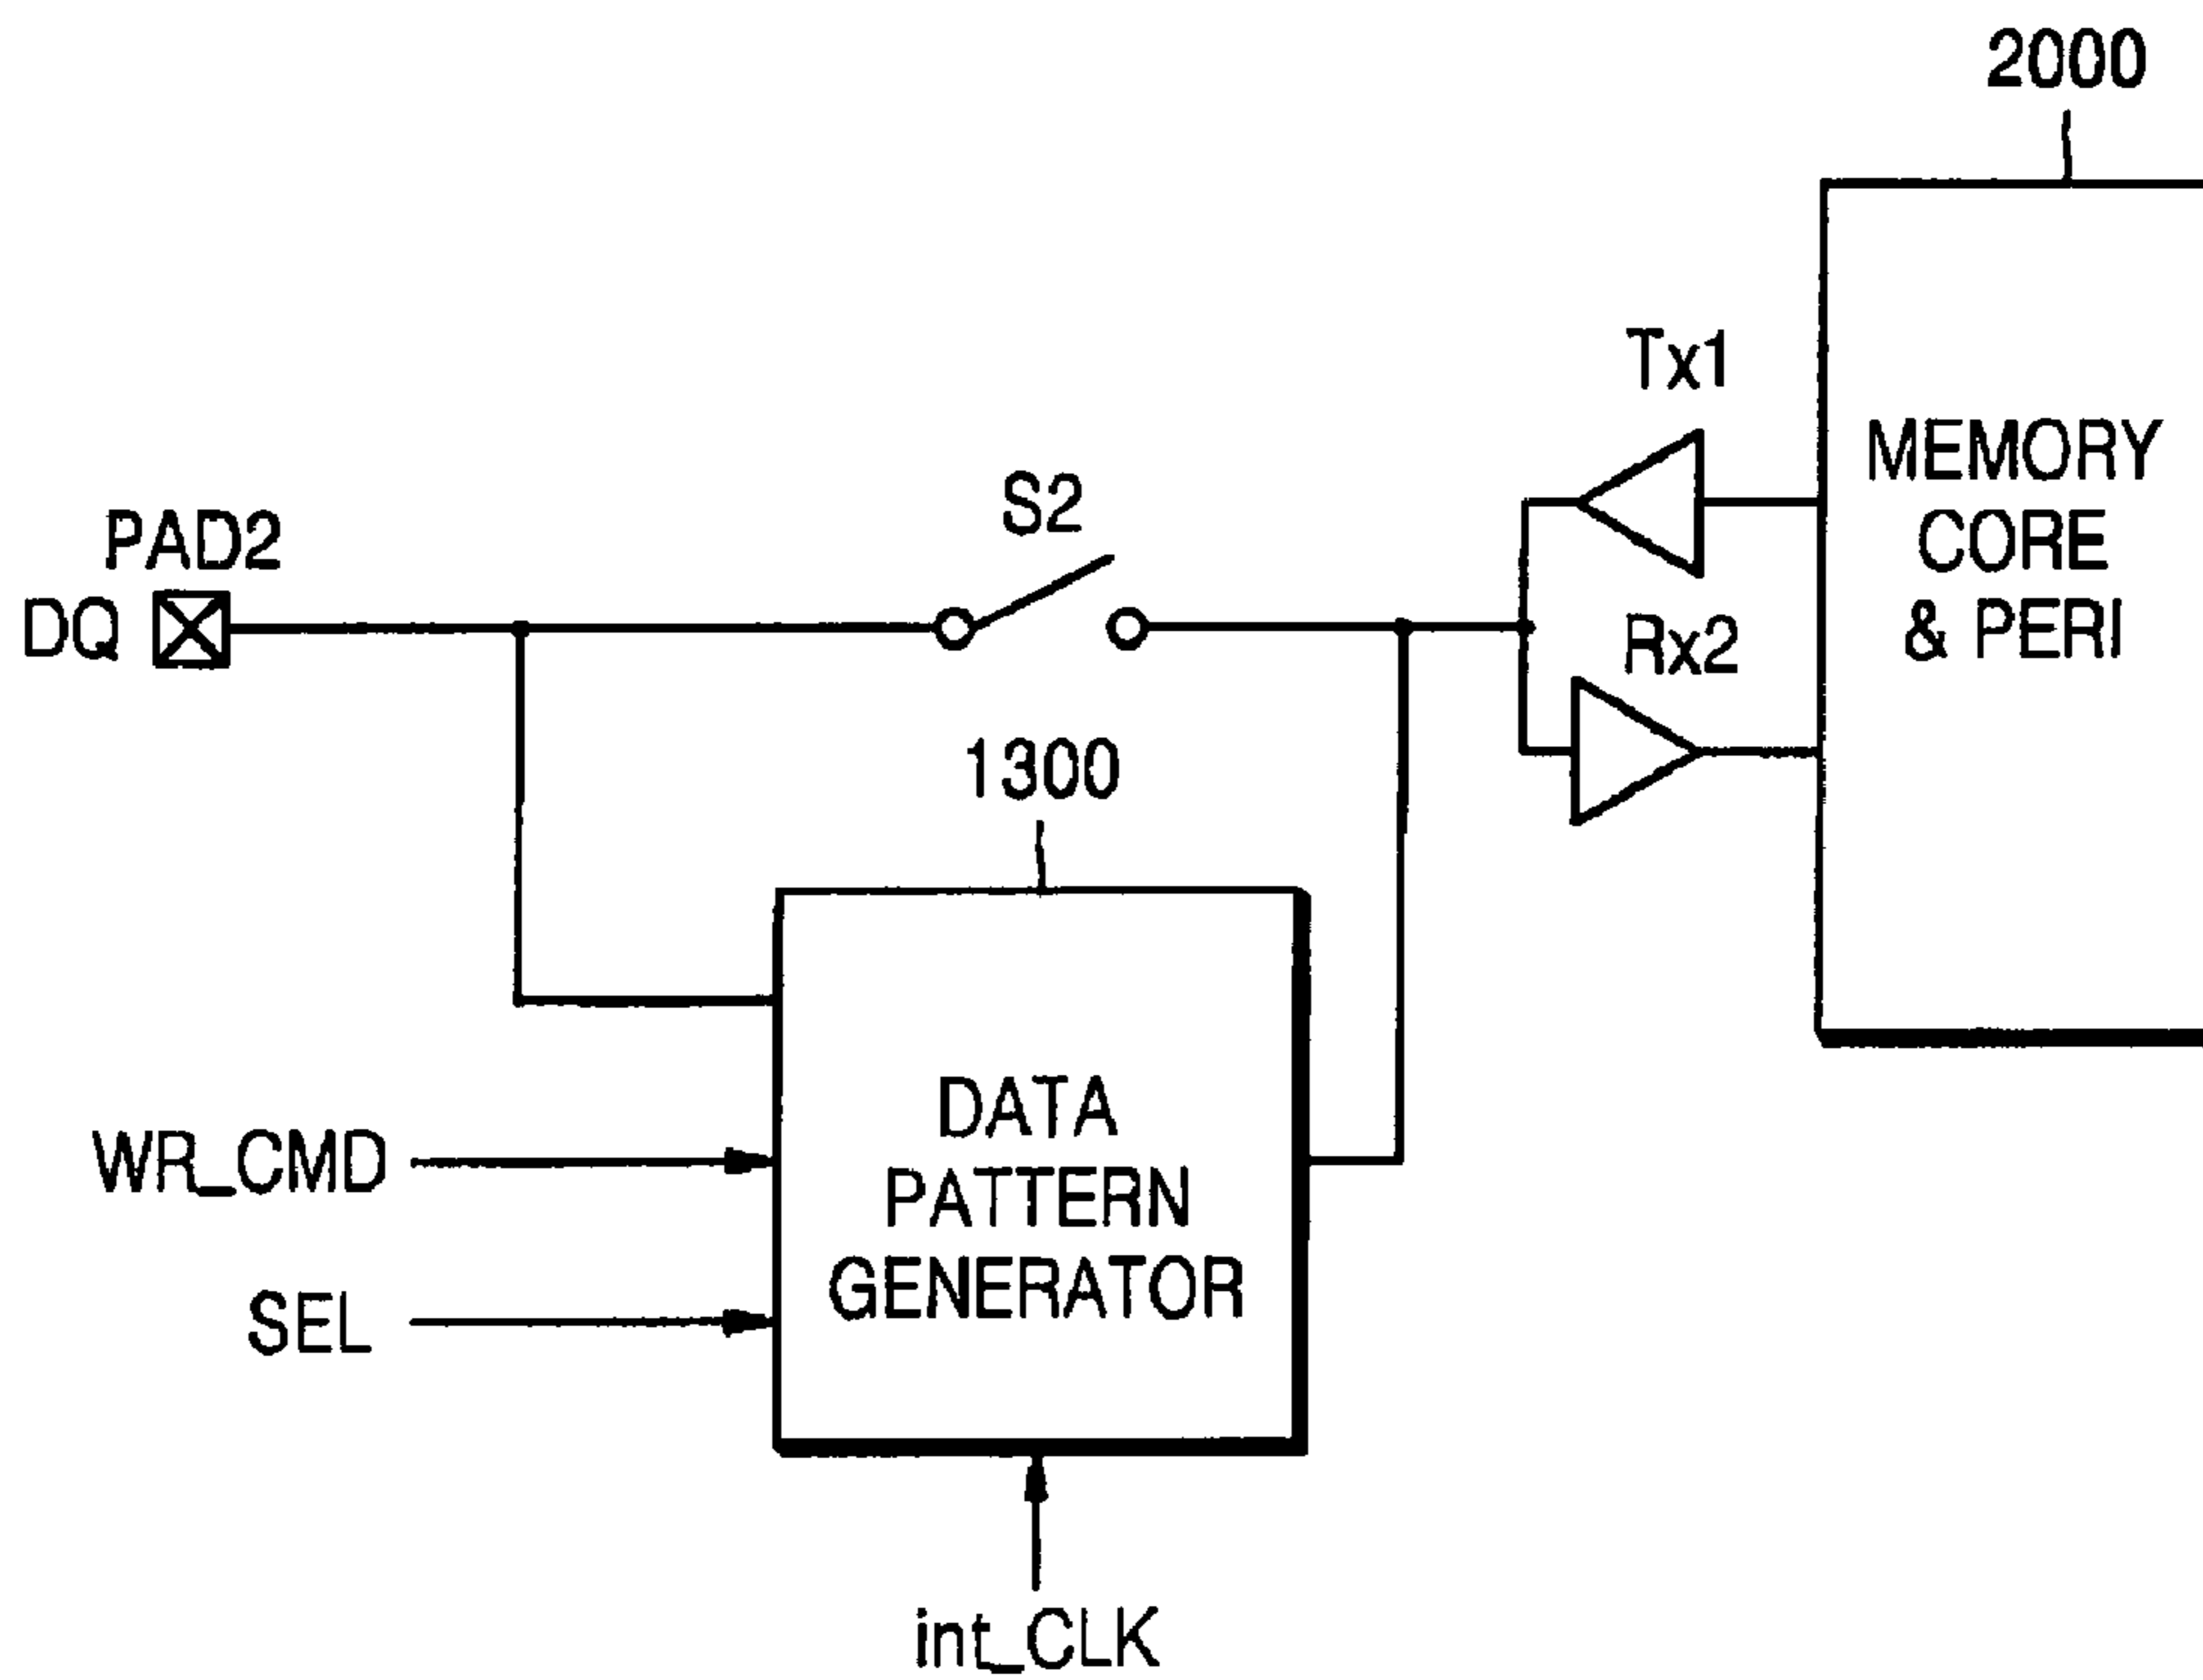 2000
Tx1
MEMORY
CORE
& PERI
S2
PAD2
DQ
Rx2
1300
DATA
PATTERN
GENERATOR
WR_CMD
SEL
int_CLK